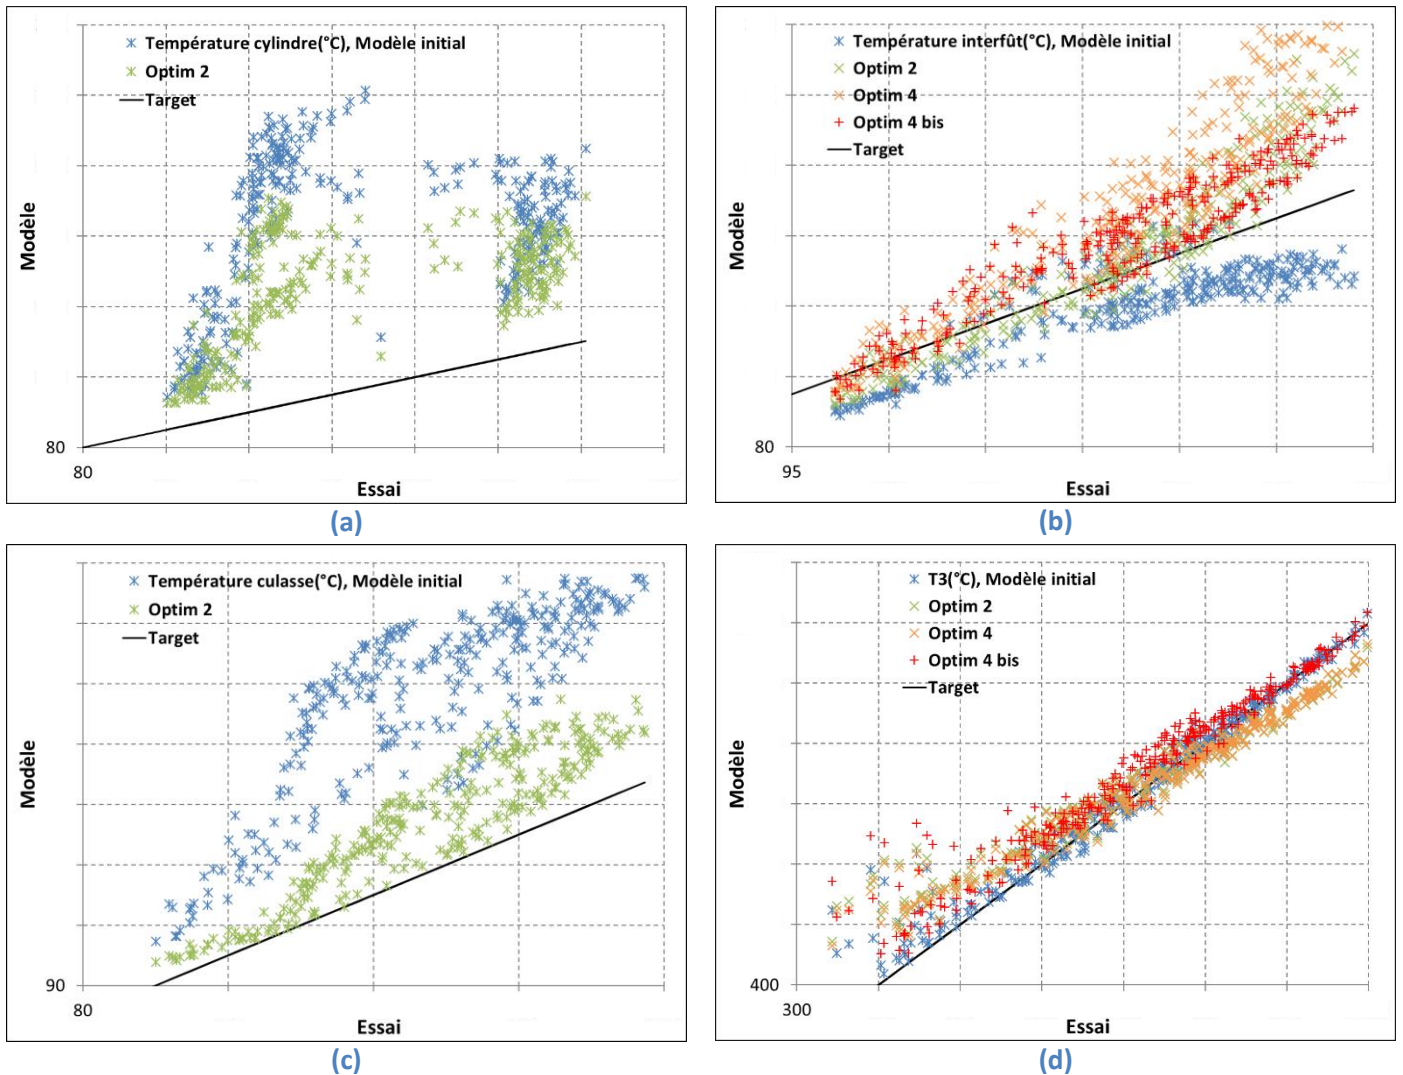 Température cylindre(°C), Modèle initial
Optim 2
Target
Modèle
80
80
Essai
(a)
Température interfût(°C), Modèle initial
Optim 2
Optim 4
Optim 4 bis
Target
Modèle
80
95
Essai
(b)
Température culasse(°C), Modèle initial
Optim 2
Target
Modèle
90
80
Essai
(c)
T3(°C), Modèle initial
Optim 2
Optim 4
Optim 4 bis
Target
Modèle
400
300
Essai
(d)